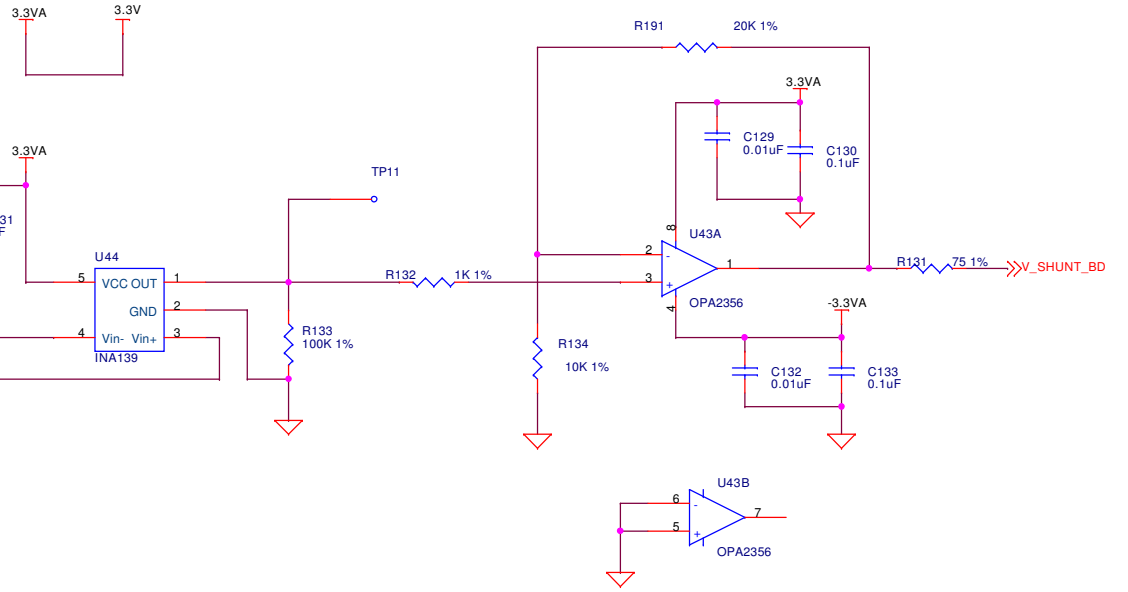 3.3VA
3.3V
R191
20K 1%
3.3VA
C129
0.01uF
C130
0.1uF
3.3VA
TP11
31
F
8
U43A
U44
2
-
5
VCC OUT
1
R132
1K 1%
3
+
1
R131
75 1%
V_SHUNT_BD
GND
2
4
OPA2356
-3.3VA
4
Vin- Vin+
3
R133
100K 1%
INA139
R134
10K 1%
C132
0.01uF
C133
0.1uF
U43B
6
-
7
5
+
OPA2356